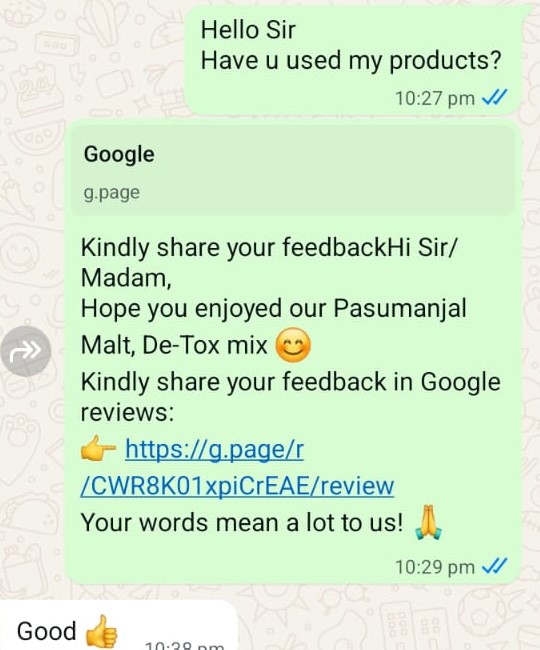 Hello Sir
Have u used my products?
10:27 pm
Google
g.page
Kindly share your feedbackHi Sir/
Madam,
Hope you enjoyed our Pasumanjal
Malt, De-Tox mix 😊
Kindly share your feedback in Google
reviews:
👉 https://g.page/r
/CWR8K01xpiCrEAE/review
Your words mean a lot to us! 🙏
10:29 pm
Good 👍
10:38 pm